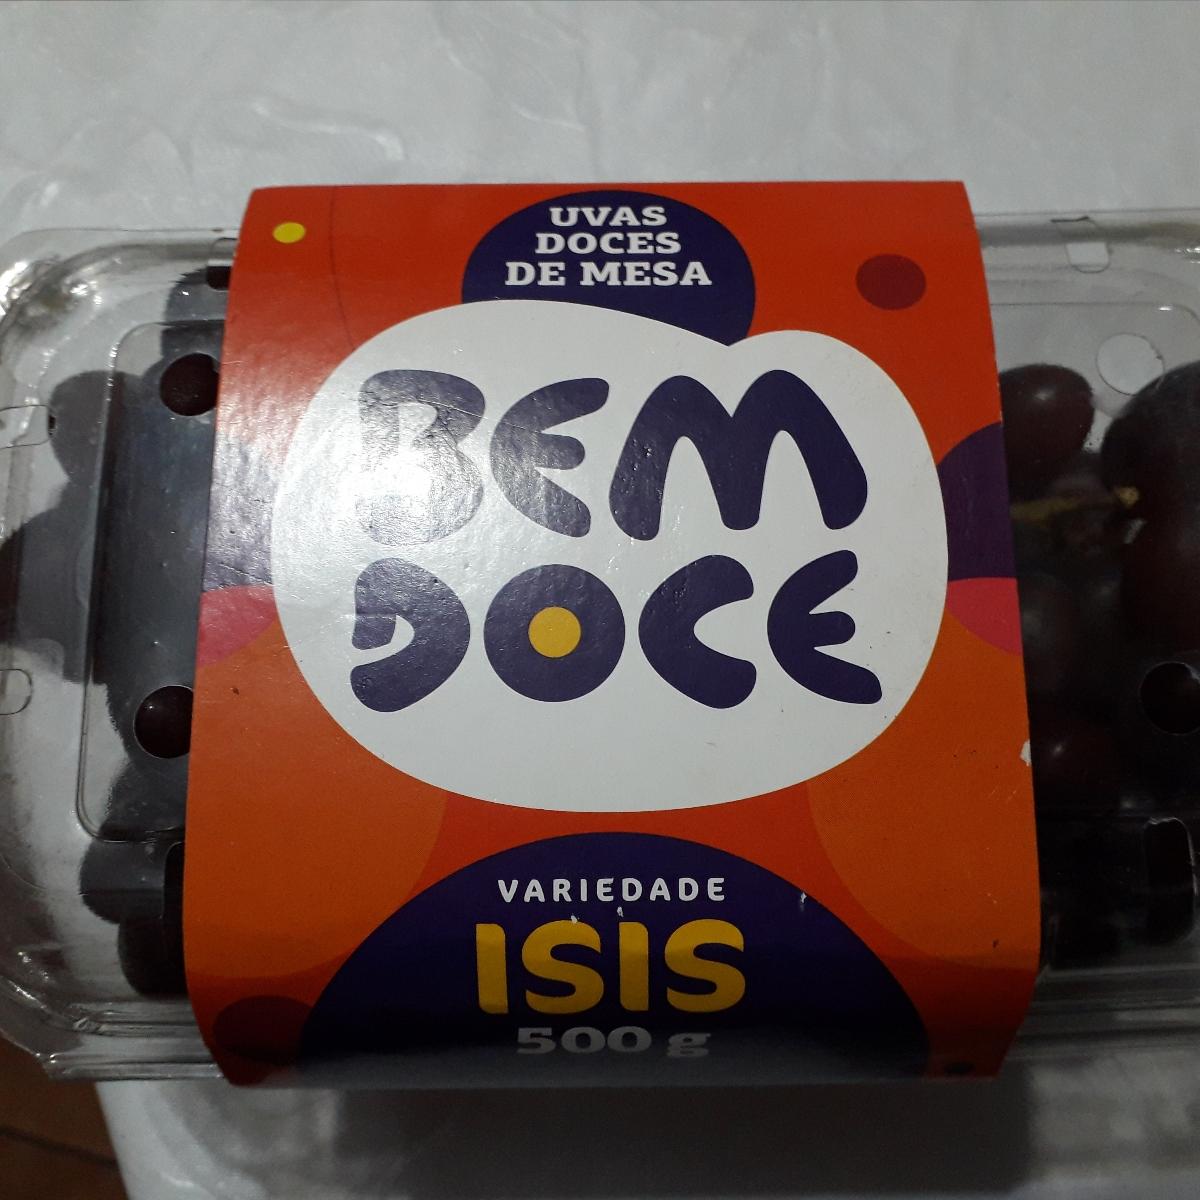 UVAS
DOCES
DE MESA
BEM
DOCE
VARIEDADE
ISIS
500 g